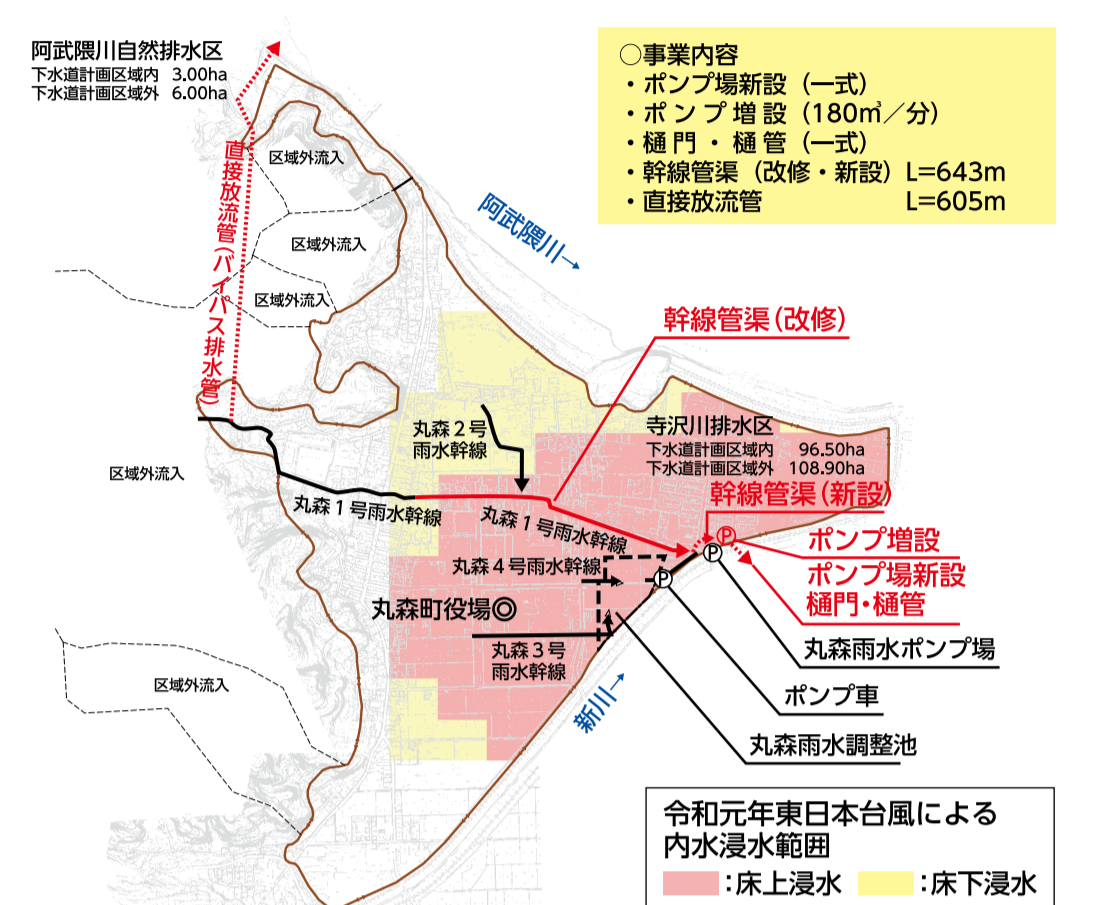 阿武隈川自然排水区
下水道計画区域内 3.00ha
下水道計画区域外 6.00ha
○事業内容
・ポンプ場新設(一式)
・ポンプ増設(180㎥/分)
・樋門・樋管(一式)
・幹線管渠(改修・新設)L=643m
・直接放流管 L=605m
区域外流入
直接放流管(バイパス排水管)
区域外流入
阿武隈川→
区域外流入
幹線管渠(改修)
丸森2号
雨水幹線
寺沢川排水区
下水道計画区域内 96.50ha
下水道計画区域外 108.90ha
区域外流入
幹線管渠(新設)
丸森1号雨水幹線
丸森1号雨水幹線
P
ポンプ増設
P
丸森4号雨水幹線
P
ポンプ場新設
樋門・樋管
丸森町役場◎
丸森3号
雨水幹線
丸森雨水ポンプ場
区域外流入
ポンプ車
新川→
丸森雨水調整池
令和元年東日本台風による
内水浸水範囲
:床上浸水 :床下浸水